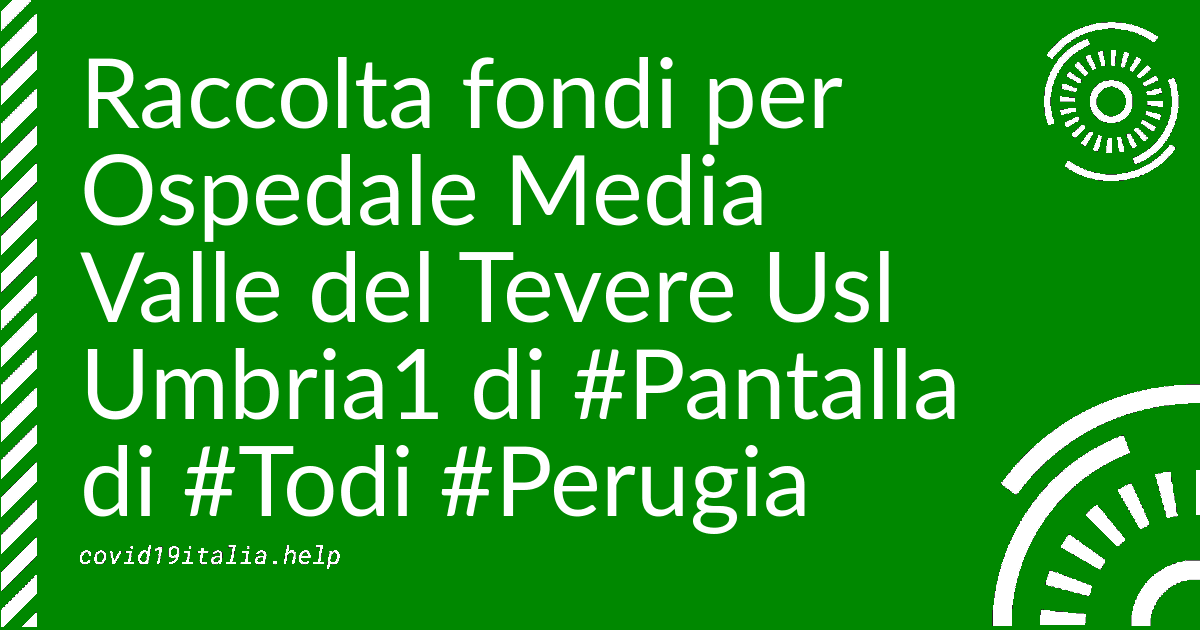 Raccolta fondi per
Ospedale Media
Valle del Tevere Usl
Umbria1 di #Pantalla
di #Todi #Perugia
covid19italia.help